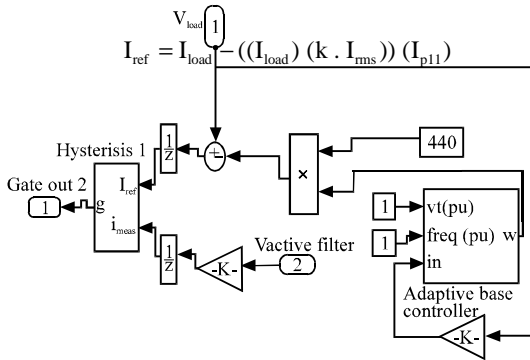 V_load
1
I_ref = I_load − ((I_load) (k . I_rms)) (I_p11)
1
z
+
−
440
Hysterisis 1
×
Gate out 2
I_ref
1
g
i_meas
1
vt(pu)
1
freq (pu)
w
in
Vactive filter
1
z
-K-
2
Adaptive base
controller
-K-